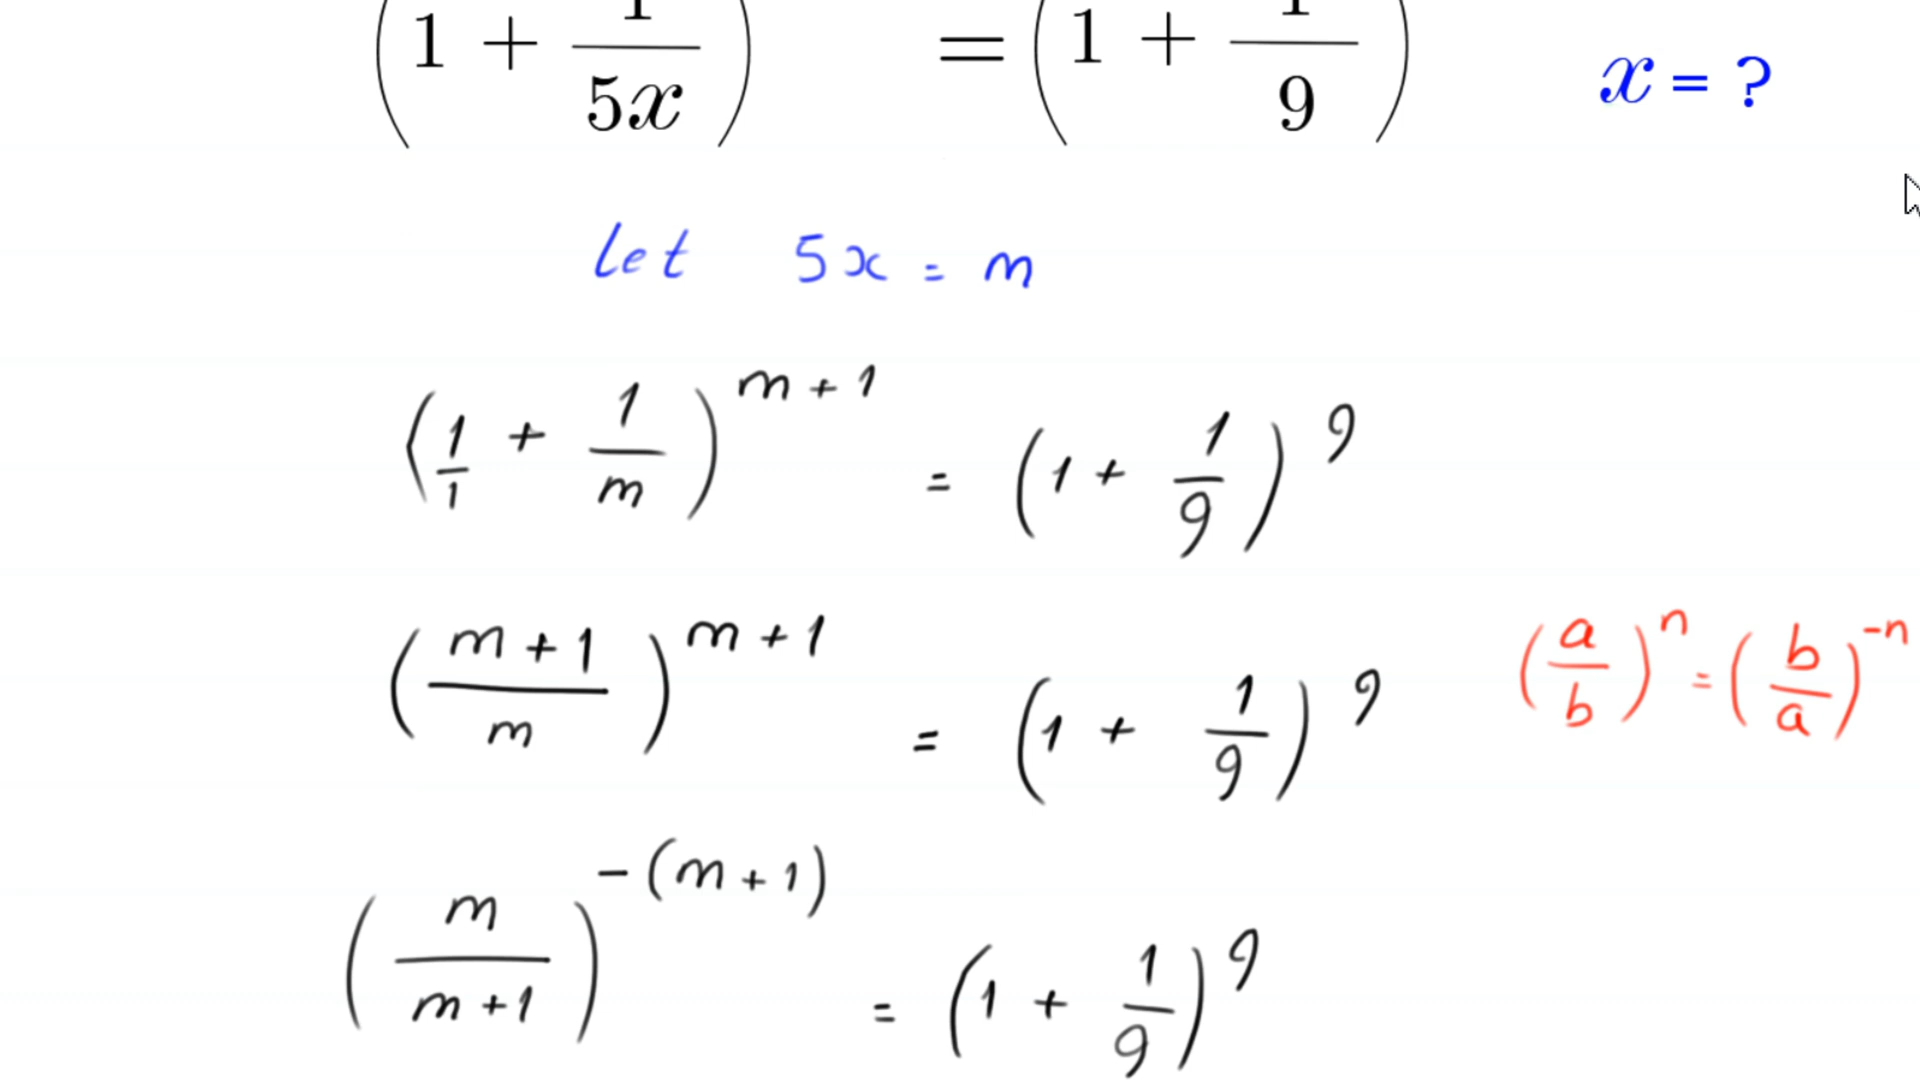 (1 + 1/5x) = (1 + 1/9) x = ?
Let 5x = m
(1/1 + 1/m)^(m + 1) = (1 + 1/9)^9
((m + 1)/m)^(m + 1) = (1 + 1/9)^9 (a/b)^n = (b/a)^(-n)
(m/(m + 1))^(-(m + 1)) = (1 + 1/9)^9